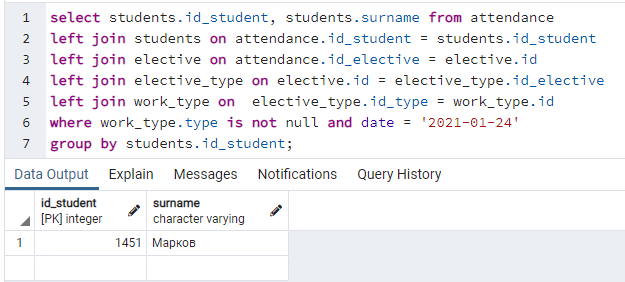 1 select students.id_student, students.surname from attendance
2 left join students on attendance.id_student = students.id_student
3 left join elective on attendance.id_elective = elective.id
4 left join elective_type on elective.id = elective_type.id_elective
5 left join work_type on  elective_type.id_type = work_type.id
6 where work_type.type is not null and date = '2021-01-24'
7 group by students.id_student;
Data Output Explain Messages Notifications Query History
id_student surname
[PK] integer character varying
1 1451 Марков